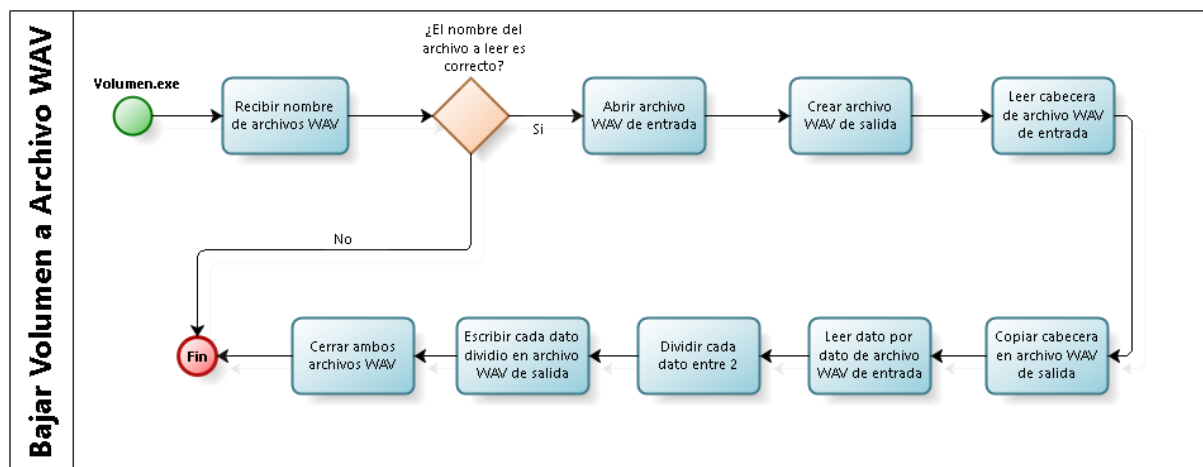 Bajar Volumen a Archivo WAV
Volumen.exe
Recibir nombre
de archivos WAV
¿El nombre del
archivo a leer es
correcto?
Si
No
Abrir archivo
WAV de entrada
Crear archivo
WAV de salida
Leer cabecera
de archivo WAV
de entrada
Copiar cabecera
en archivo WAV
de salida
Leer dato por
dato de archivo
WAV de entrada
Dividir cada
dato entre 2
Escribir cada dato
dividio en archivo
WAV de salida
Cerrar ambos
archivos WAV
Fin